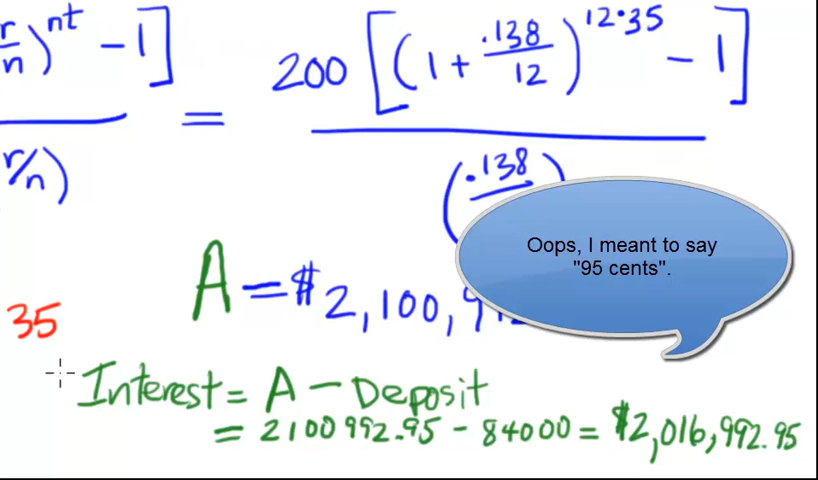 r/n)^nt - 1] = 200 [(1 + .138/12)^12·35 - 1]
r/n) (.138
Oops, I meant to say
"95 cents".
A = $2,100,9
35
Interest = A - Deposit
= 2100992.95 - 84000 = $2,016,992.95